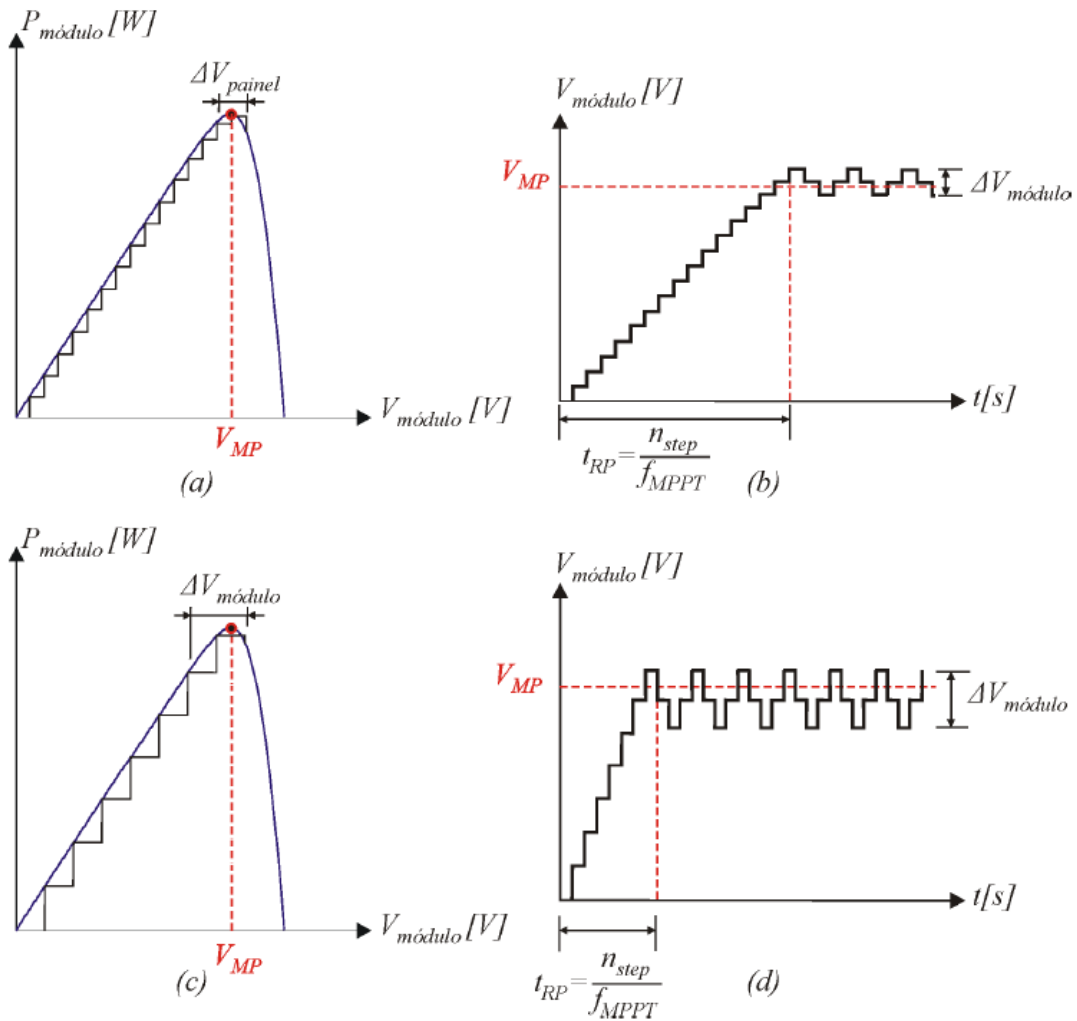 P módulo [W]
ΔV painel
V módulo [V]
V MP
(a)
V módulo [V]
V MP
ΔV módulo
t[s]
t RP = n step / f MPPT
(b)
P módulo [W]
ΔV módulo
V módulo [V]
V MP
(c)
V módulo [V]
V MP
ΔV módulo
t[s]
t RP = n step / f MPPT
(d)